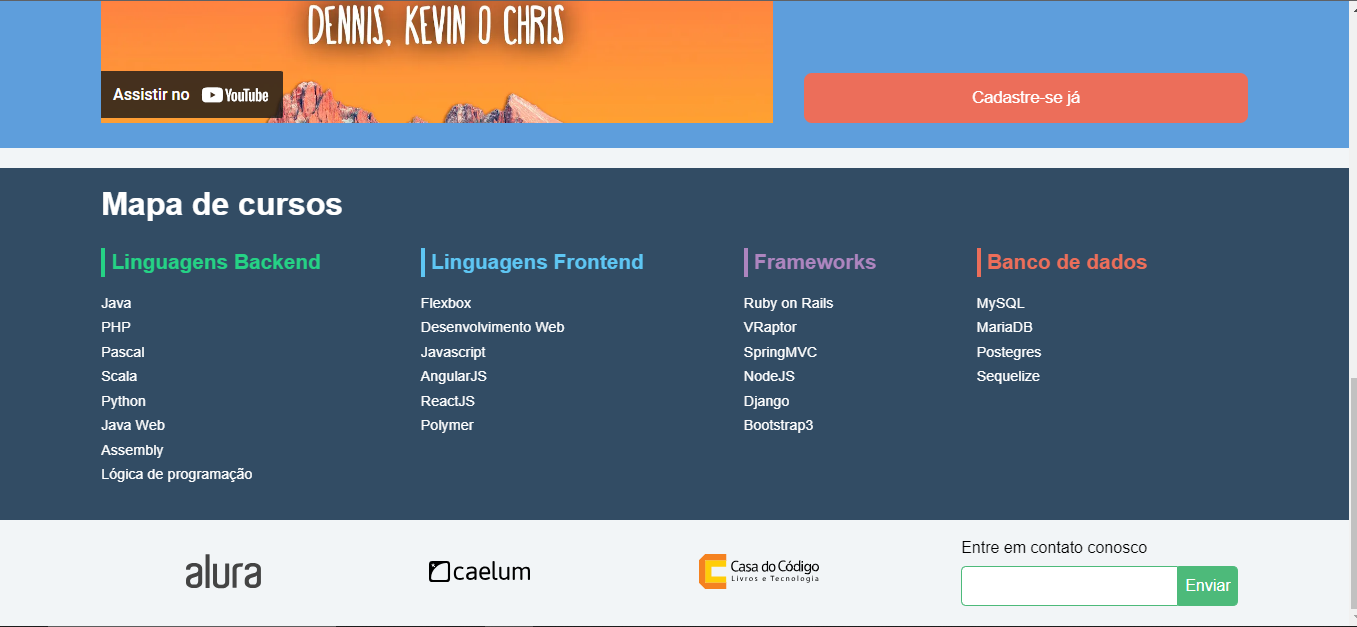 DENNIS, KEVIN O CHRIS
Assistir no YouTube
Cadastre-se já
Mapa de cursos
Linguagens Backend
Java
PHP
Pascal
Scala
Python
Java Web
Assembly
Lógica de programação
Linguagens Frontend
Flexbox
Desenvolvimento Web
Javascript
AngularJS
ReactJS
Polymer
Frameworks
Ruby on Rails
VRaptor
SpringMVC
NodeJS
Django
Bootstrap3
Banco de dados
MySQL
MariaDB
Postegres
Sequelize
alura
caelum
Casa do Código
Livros e Tecnologia
Entre em contato conosco
Enviar